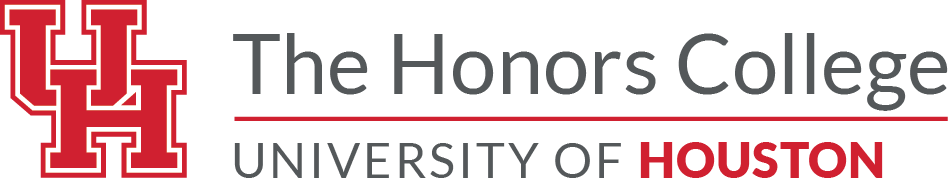 UH
The Honors College
UNIVERSITY OF HOUSTON